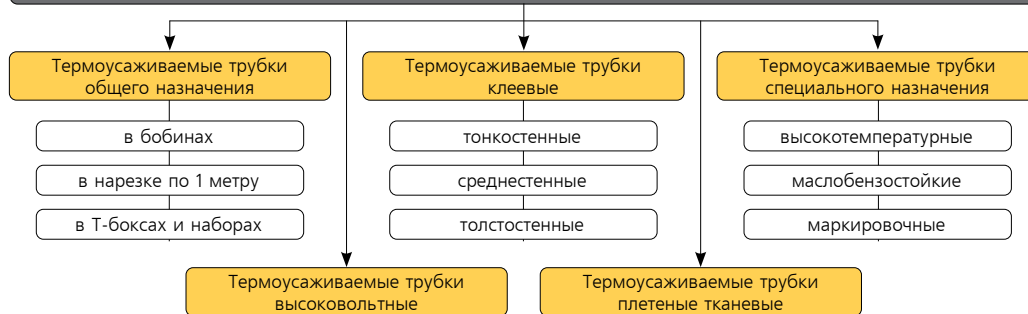 Термоусаживаемые трубки
общего назначения
в бобинах
в нарезке по 1 метру
в Т-боксах и наборах
Термоусаживаемые трубки
клеевые
тонкостенные
среднестенные
толстостенные
Термоусаживаемые трубки
специального назначения
высокотемпературные
маслобензостойкие
маркировочные
Термоусаживаемые трубки
высоковольтные
Термоусаживаемые трубки
плетеные тканевые